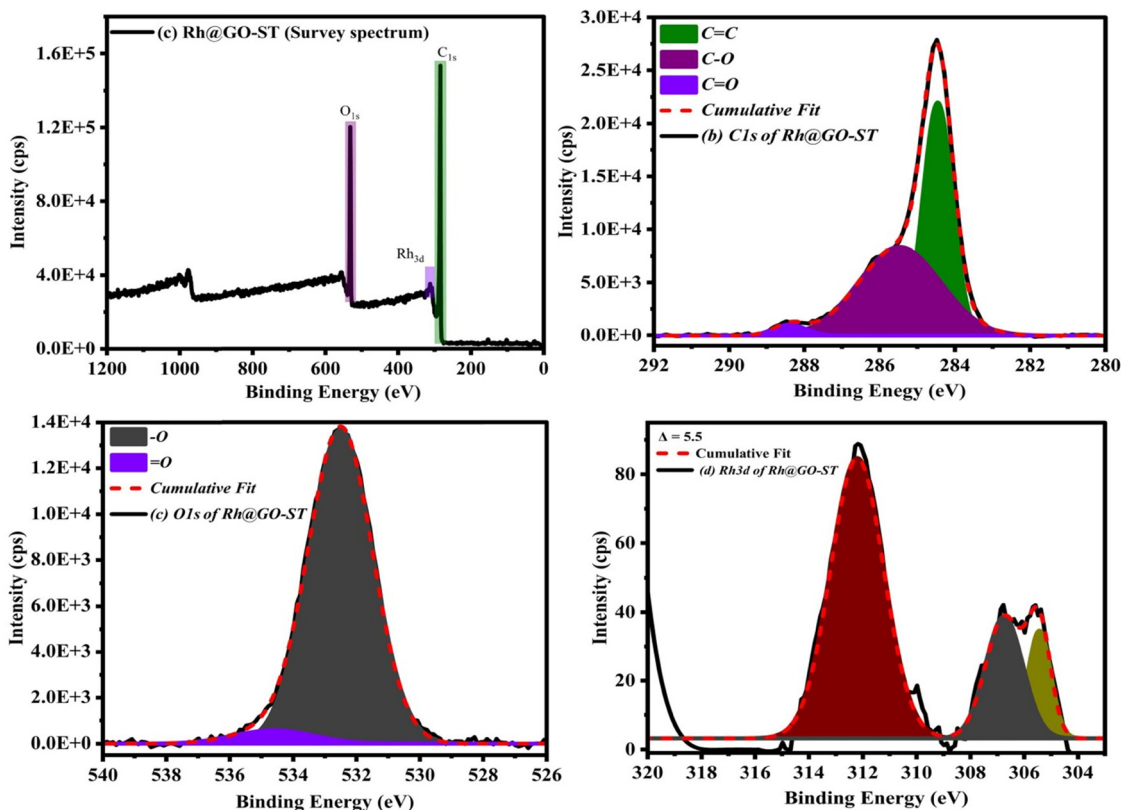 (c) Rh@GO-ST (Survey spectrum)
C1s
O1s
Rh3d
1.6E+5
1.2E+5
8.0E+4
4.0E+4
0.0E+0
Intensity (cps)
1200 1000 800 600 400 200 0
Binding Energy (eV)
C=C
C-O
C=O
Cumulative Fit
(b) C1s of Rh@GO-ST
3.0E+4
2.5E+4
2.0E+4
1.5E+4
1.0E+4
5.0E+3
0.0E+0
Intensity (cps)
292 290 288 286 284 282 280
Binding Enegy (eV)
-O
=O
Cumulative Fit
(c) O1s of Rh@GO-ST
1.4E+4
1.2E+4
1.0E+4
8.0E+3
6.0E+3
4.0E+3
2.0E+3
0.0E+0
Intensity (cps)
540 538 536 534 532 530 528 526
Binding Energy (eV)
Δ = 5.5
Cumulative Fit
(d) Rh3d of Rh@GO-ST
80
60
40
20
0
Intensity (cps)
320 318 316 314 312 310 308 306 304
Binding Energy (eV)